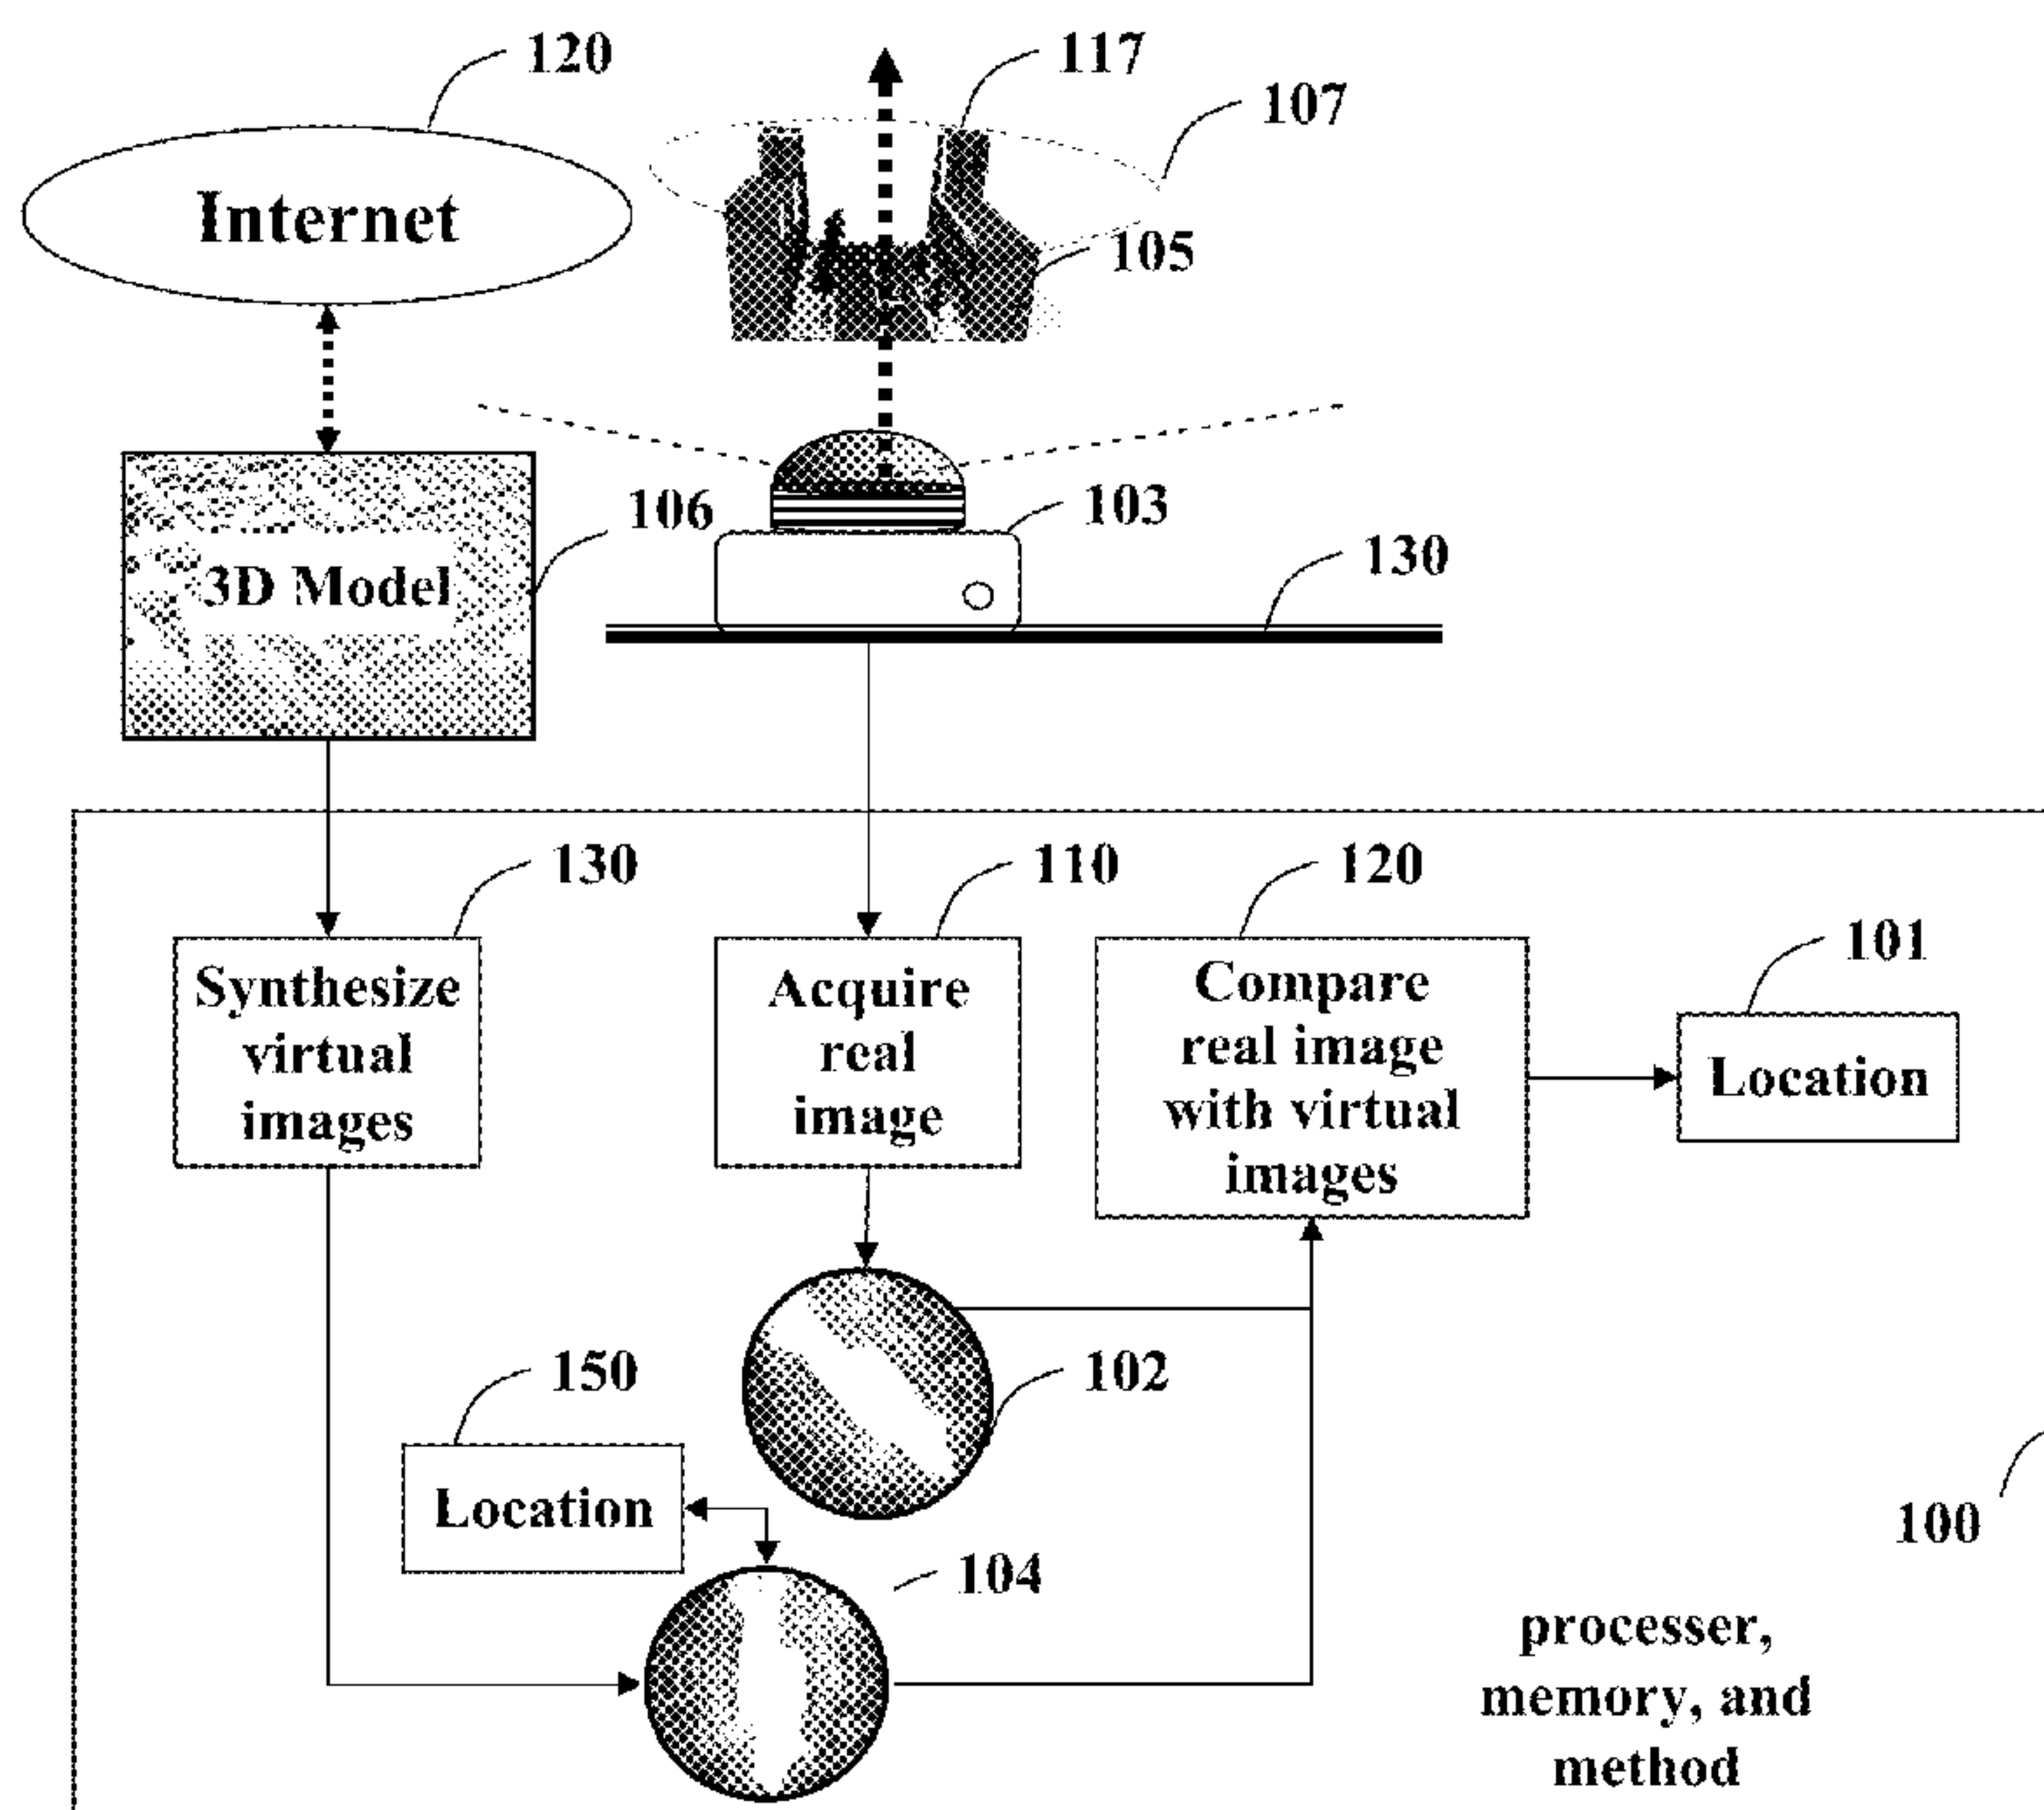 120
117
107
Internet
105
106
103
3D Model
130
130
110
120
101
Synthesize
virtual
images
Acquire
real
image
Compare
real image
with virtual
images
Location
150
102
Location
100
104
processer,
memory, and
method